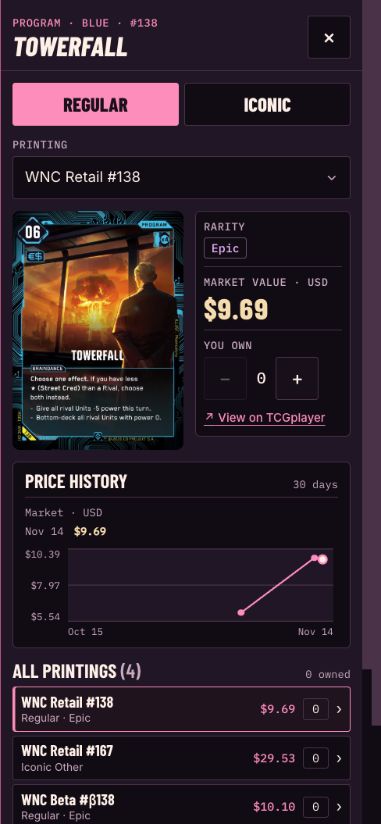 PROGRAM · BLUE · #138
TOWERFALL
×
REGULAR
ICONIC
PRINTING
WNC Retail #138
06
PROGRAM
€$
TOWERFALL
BRAINDANCE
Choose one effect. If you have less
★ (Street Cred) than a Rival, choose
both instead.
- Give all rival Units -5 power this turn.
- Bottom-deck all rival Units with power 0.
RARITY
Epic
MARKET VALUE · USD
$9.69
YOU OWN
− 0 +
↗ View on TCGplayer
PRICE HISTORY
30 days
Market · USD
Nov 14 $9.69
$10.39
$7.97
$5.54
Oct 15
Nov 14
ALL PRINTINGS (4)
0 owned
WNC Retail #138
Regular · Epic
$9.69 0 ›
WNC Retail #167
Iconic Other
$29.53 0 ›
WNC Beta #β138
Regular · Epic
$10.10 0 ›